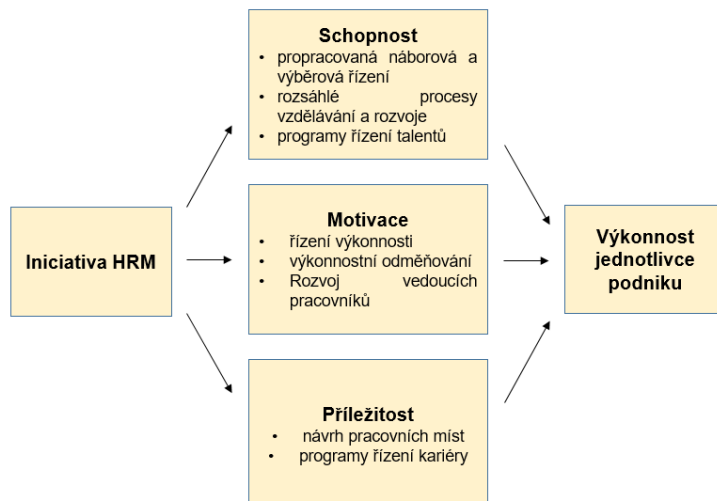 Schopnost
• propracovaná náborová a
výběrová řízení
• rozsáhlé procesy
vzdělávání a rozvoje
• programy řízení talentů
Iniciativa HRM
Motivace
• řízení výkonnosti
• výkonnostní odměňování
• Rozvoj vedoucích
pracovníků
Výkonnost
jednotlivce
podniku
Příležitost
• návrh pracovních míst
• programy řízení kariéry